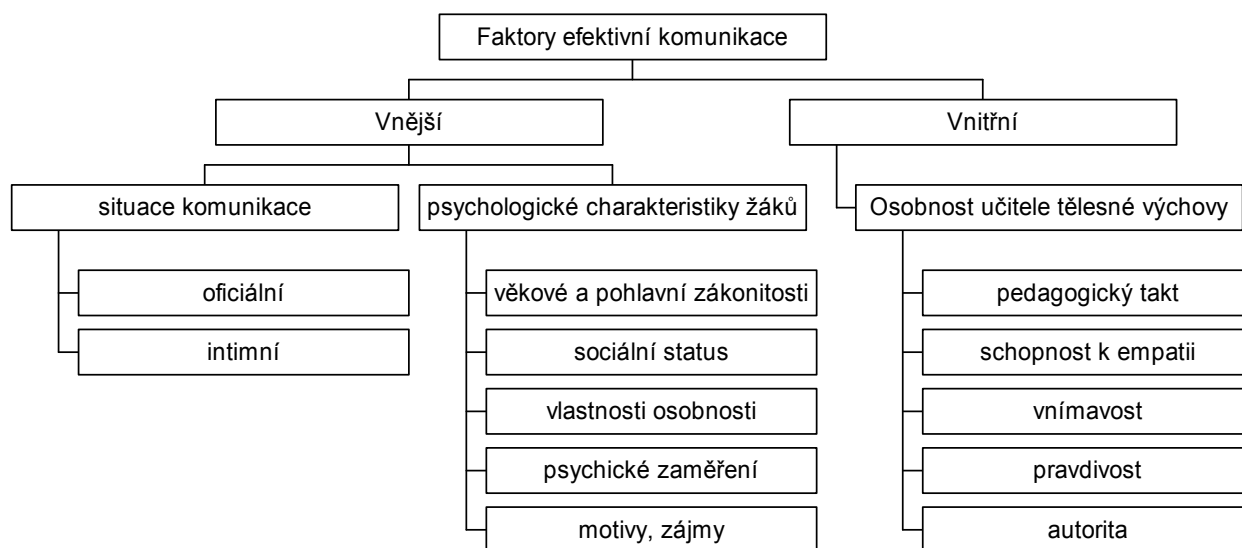 Faktory efektivní komunikace
Vnější
Vnitřní
situace komunikace
psychologické charakteristiky žáků
Osobnost učitele tělesné výchovy
oficiální
věkové a pohlavní zákonitosti
pedagogický takt
intimní
sociální status
schopnost k empatii
vlastnosti osobnosti
vnímavost
psychické zaměření
pravdivost
motivy, zájmy
autorita